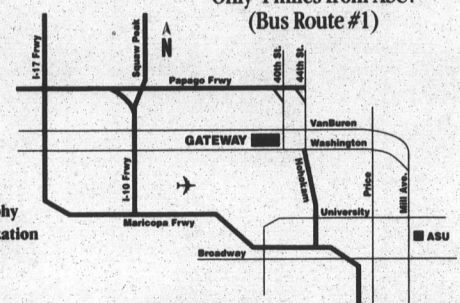 (Bus Route #1)
N
I-17 Frwy
Squaw Peak
40th St.
44th St.
Papago Frwy
VanBuren
GATEWAY
Washington
I-10 Frwy
Hohokam
Price
Mill Ave.
University
Maricopa Frwy
ASU
Broadway